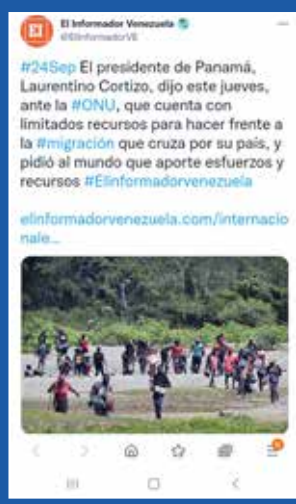 EI
El Informador Venezuela
@ElinformadorVE
#24Sep El presidente de Panamá,
Laurentino Cortizo, dijo este jueves,
ante la #ONU, que cuenta con
limitados recursos para hacer frente a
la #migración que cruza por su país, y
pidió al mundo que aporte esfuerzos y
recursos #Elinformadorvenezuela
elinformadorvenezuela.com/internacio
nale...